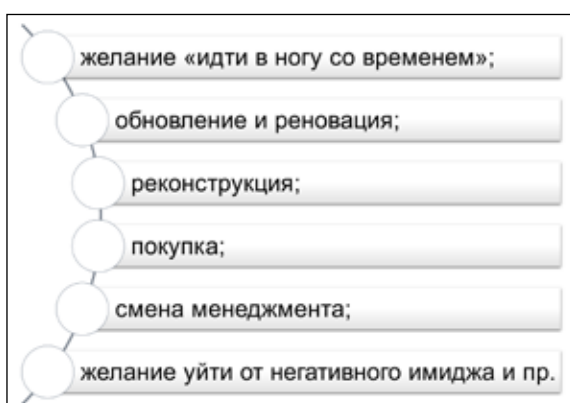 желание «идти в ногу со временем»;
обновление и реновация;
реконструкция;
покупка;
смена менеджмента;
желание уйти от негативного имиджа и пр.